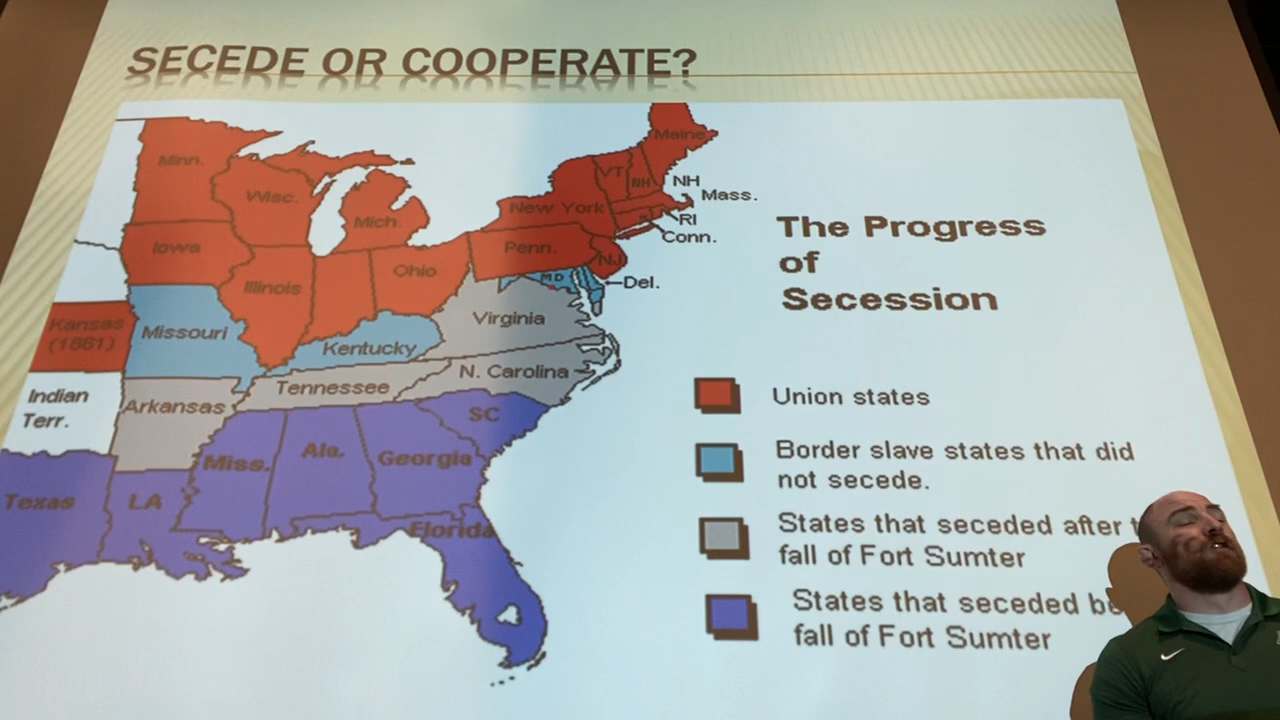 SECEDE OR COOPERATE?
Maine
Minn.
VT
NH
NH
Wisc.
Mass.
Mich.
New York
RI
Conn.
Iowa
Penn.
NJ
Ohio
MD
Del.
Illinois
Kansas
(1861)
Missouri
Virginia
Kentucky
N. Carolina
Indian
Terr.
Tennessee
Arkansas
SC
Miss.
Ala.
Georgia
Texas
LA
Florida
The Progress
of
Secession
Union states
Border slave states that did
not secede.
States that seceded after
fall of Fort Sumter
States that seceded
fall of Fort Sumter